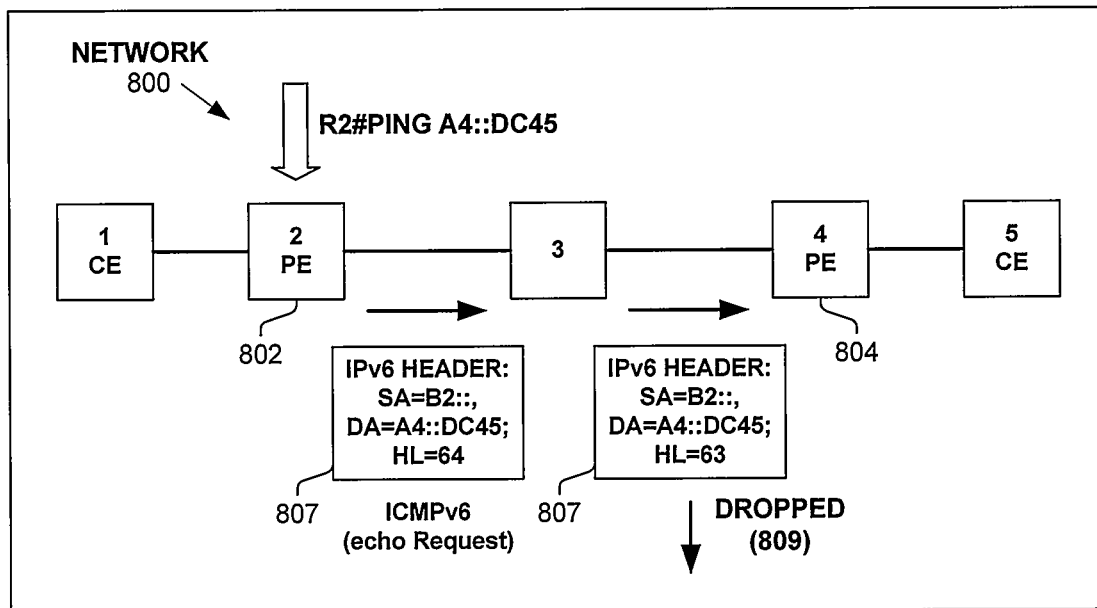 NETWORK
800
R2#PING A4::DC45
1
CE
2
PE
3
4
PE
5
CE
802
804
IPv6 HEADER:
SA=B2::,
DA=A4::DC45;
HL=64
IPv6 HEADER:
SA=B2::,
DA=A4::DC45;
HL=63
807
ICMPv6
(echo Request)
807
DROPPED
(809)